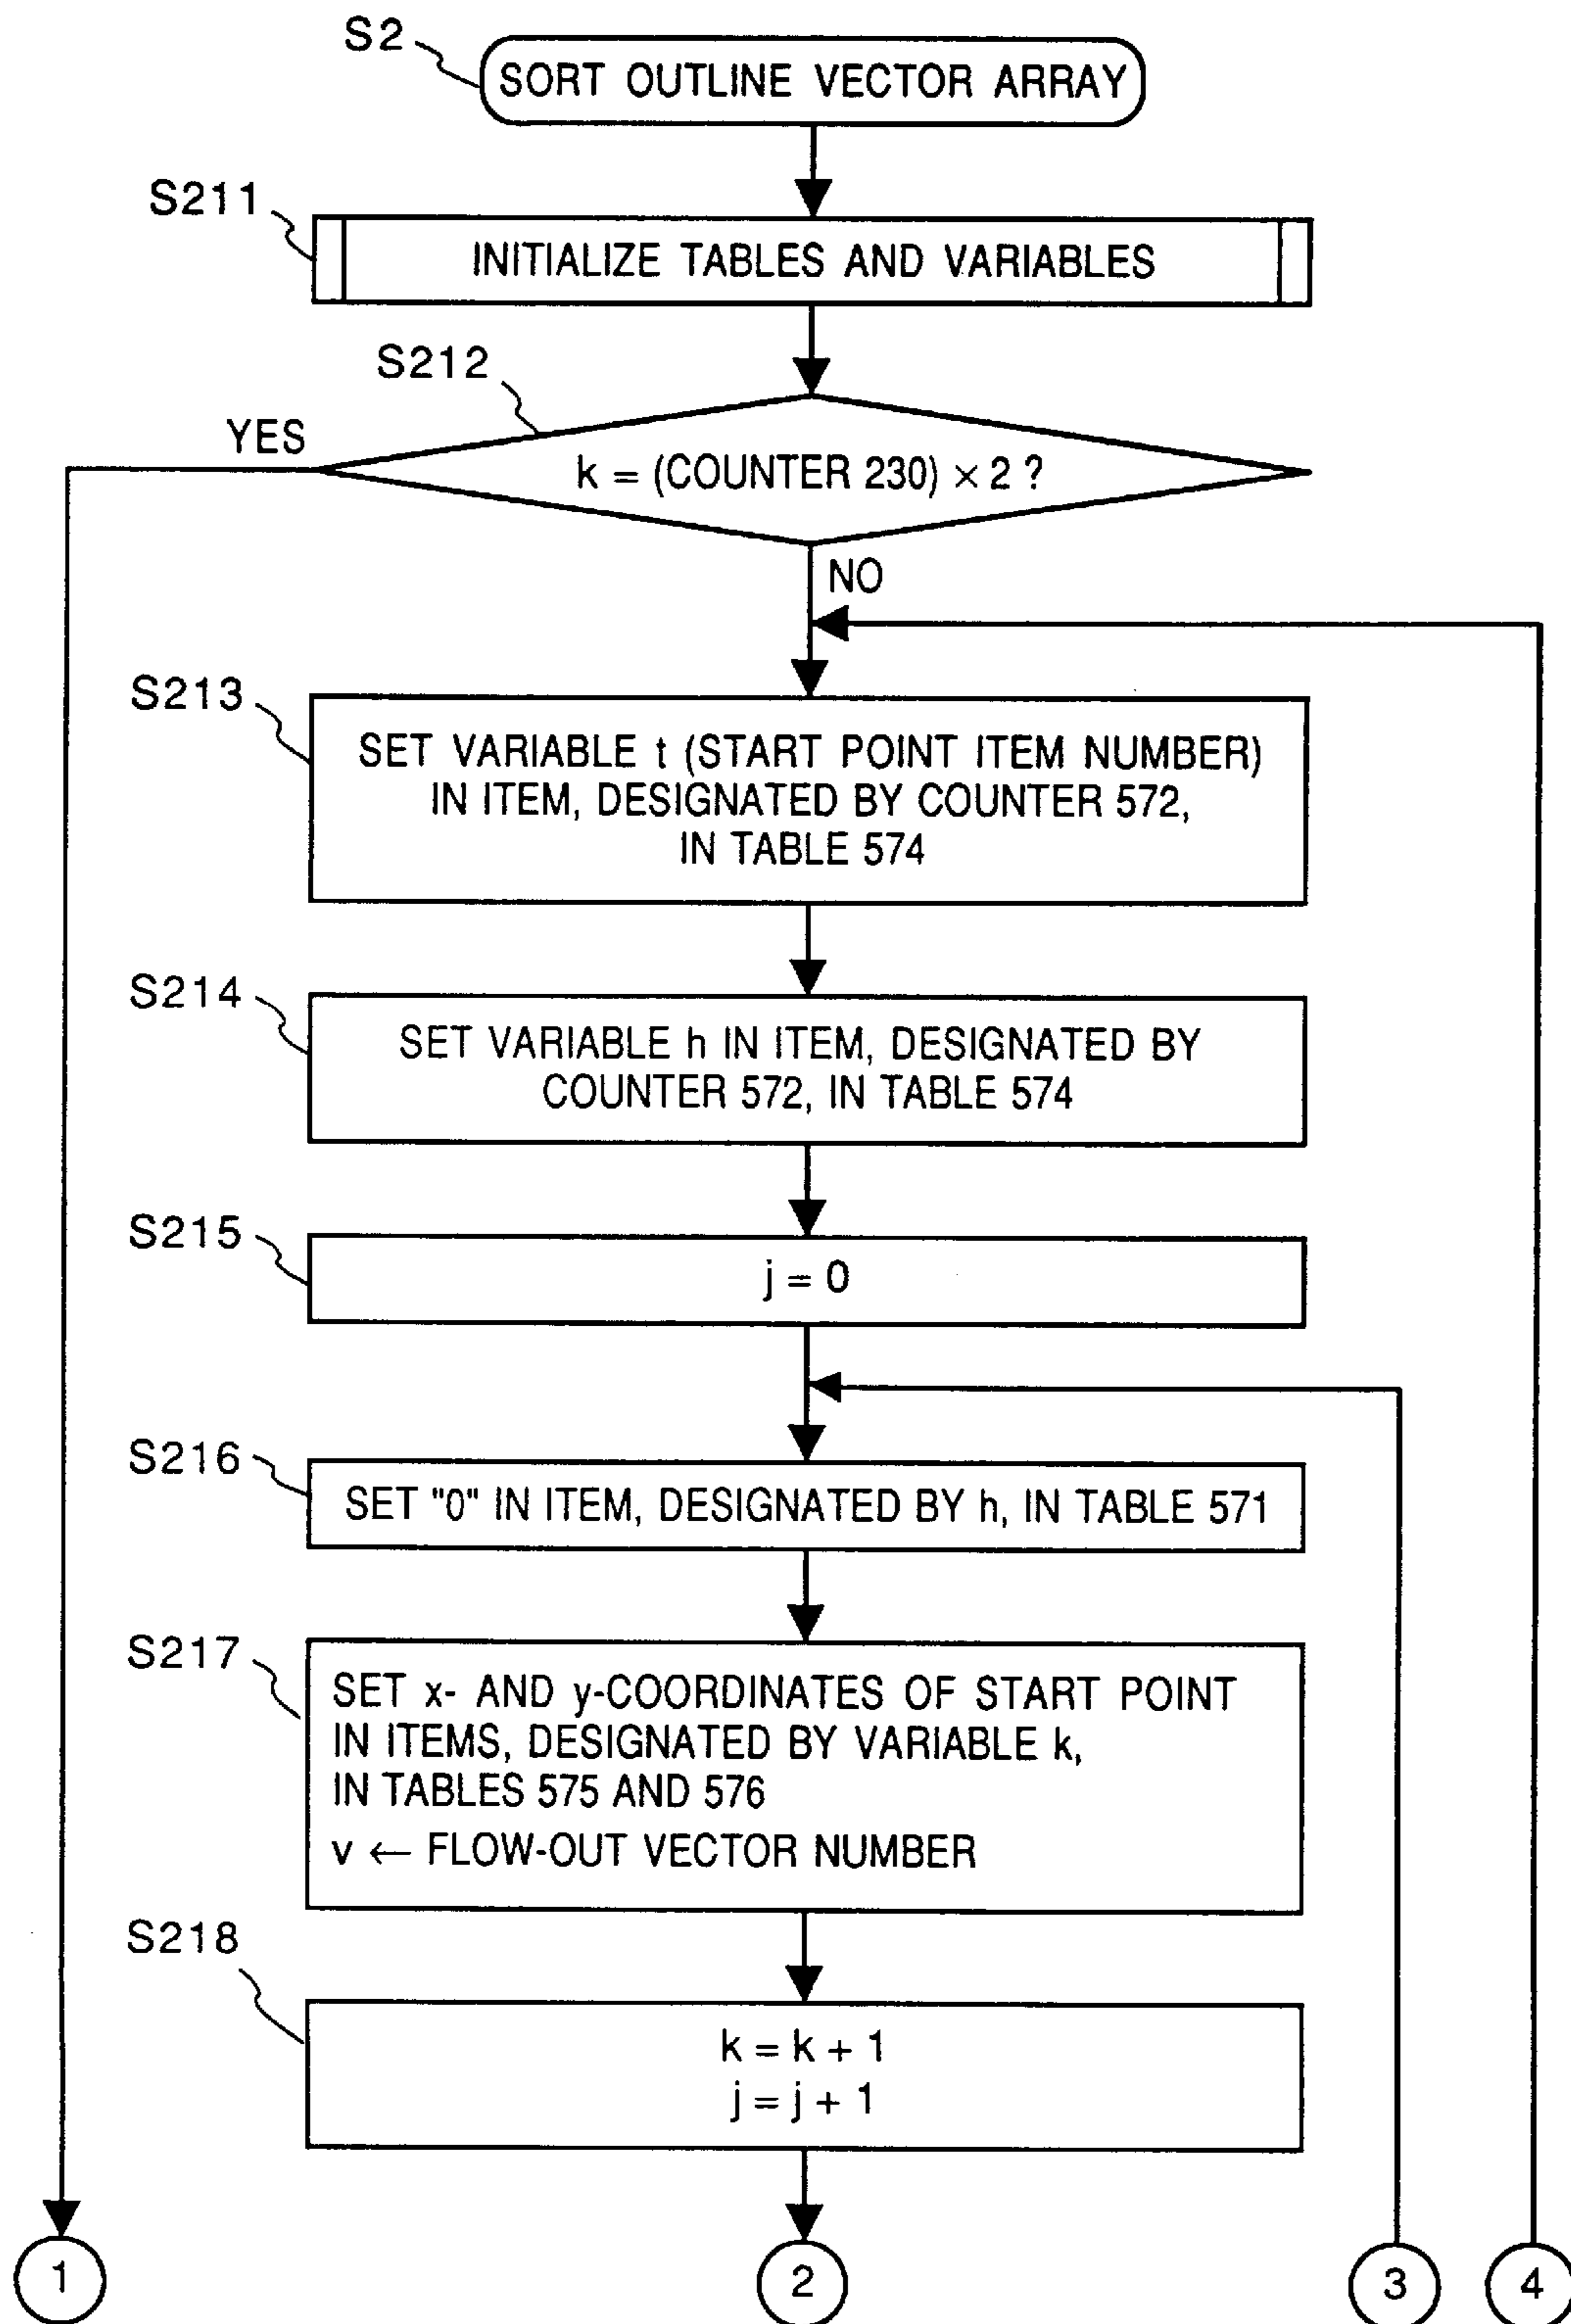 S2
SORT OUTLINE VECTOR ARRAY
S211
INITIALIZE TABLES AND VARIABLES
S212
YES
k = (COUNTER 230) × 2 ?
NO
S213
SET VARIABLE t (START POINT ITEM NUMBER)
IN ITEM, DESIGNATED BY COUNTER 572,
IN TABLE 574
S214
SET VARIABLE h IN ITEM, DESIGNATED BY
COUNTER 572, IN TABLE 574
S215
j = 0
S216
SET "0" IN ITEM, DESIGNATED BY h, IN TABLE 571
S217
SET x- AND y-COORDINATES OF START POINT
IN ITEMS, DESIGNATED BY VARIABLE k,
IN TABLES 575 AND 576
v ← FLOW-OUT VECTOR NUMBER
S218
k = k + 1
j = j + 1
1
2
3
4